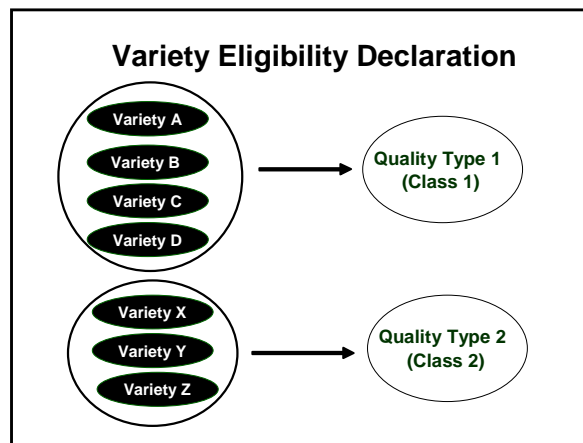 Variety Eligibility Declaration
Variety A
Variety B
Variety C
Variety D
Quality Type 1
(Class 1)
Variety X
Variety Y
Variety Z
Quality Type 2
(Class 2)